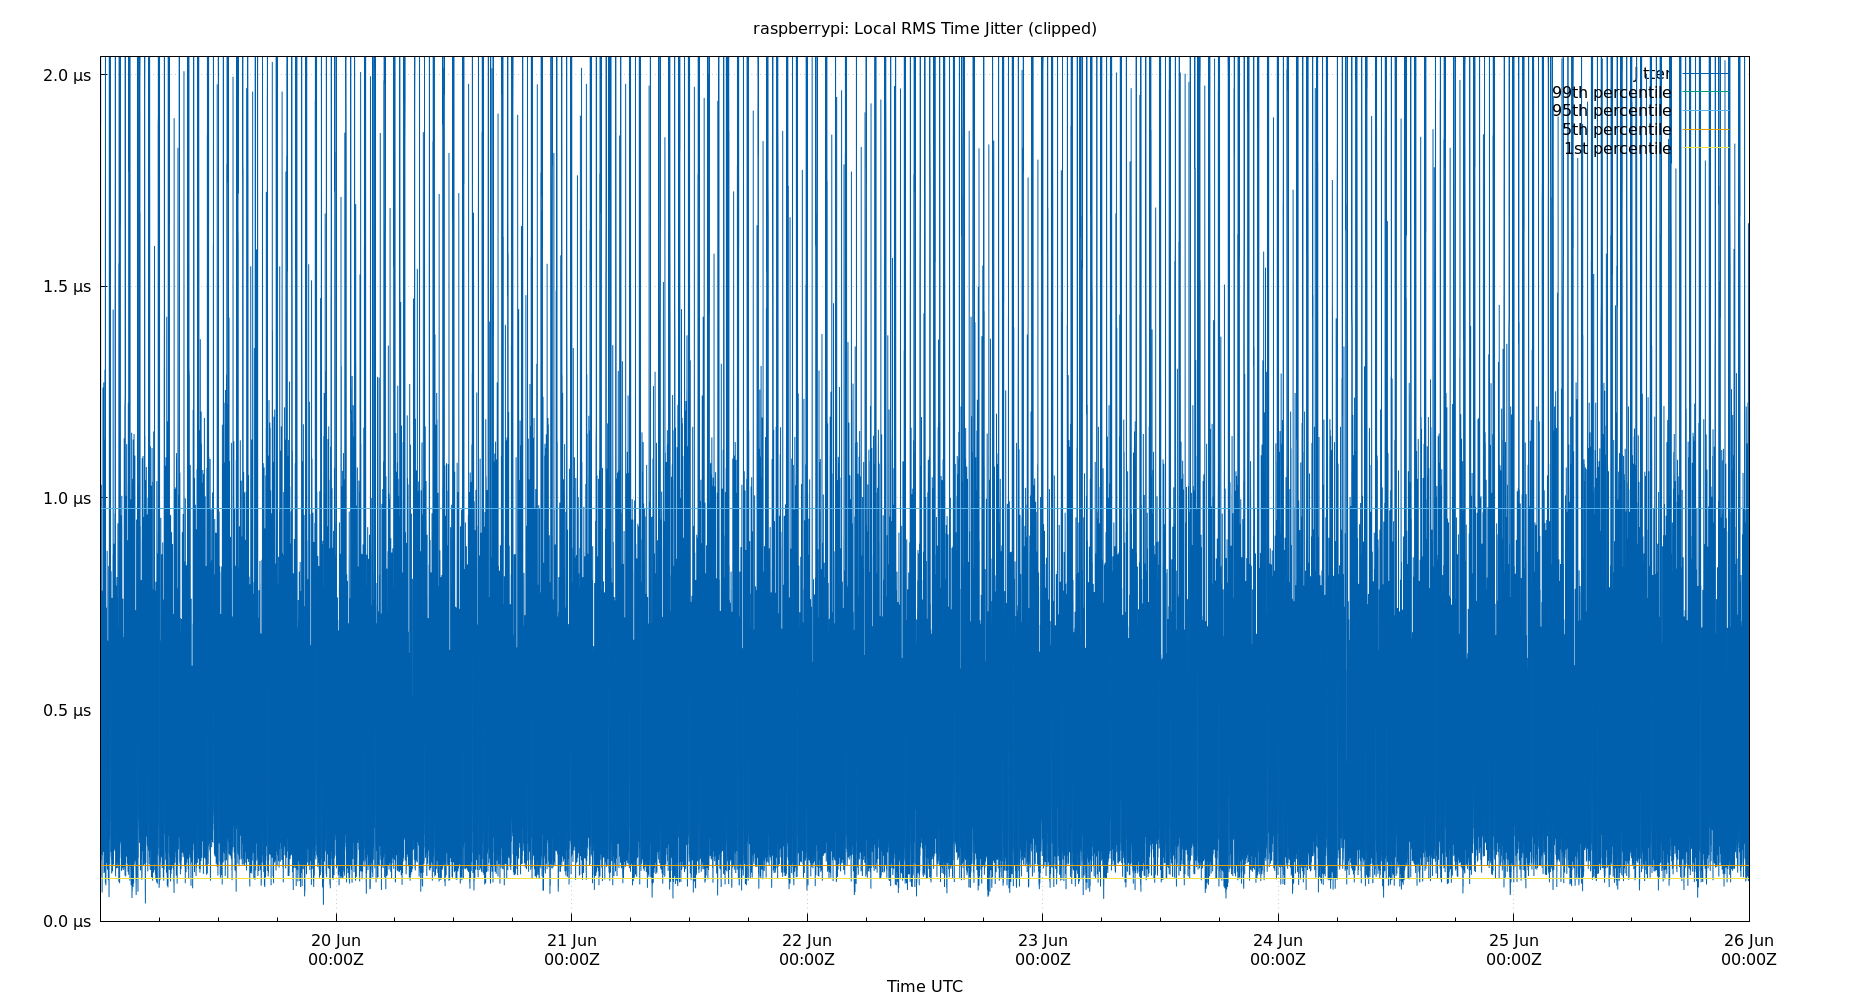 raspberrypi: Local RMS Time Jitter (clipped)
2.0 μs
1.5 μs
1.0 μs
0.5 μs
0.0 μs
jitter
99th percentile
95th percentile
5th percentile
1st percentile
20 Jun 21 Jun 22 Jun 23 Jun 24 Jun 25 Jun 26 Jun
00:00Z 00:00Z 00:00Z 00:00Z 00:00Z 00:00Z 00:00Z
Time UTC